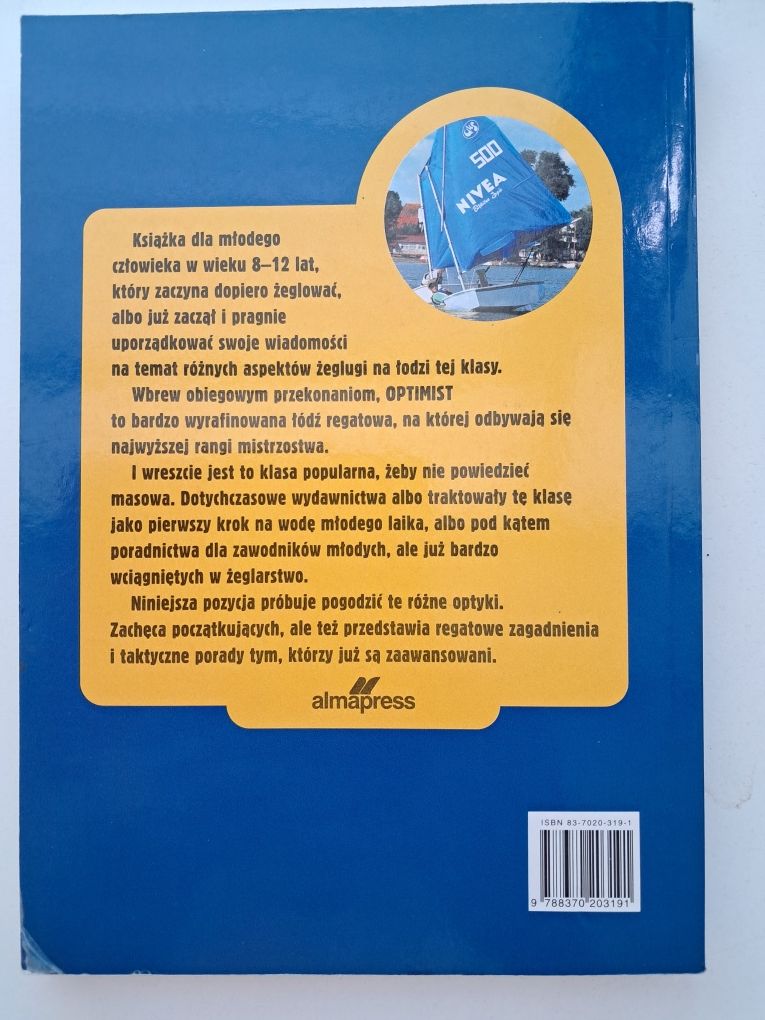 500
NIVEA
Książka dla młodego
człowieka w wieku 8–12 lat,
który zaczyna dopiero żeglować,
albo już zaczął i pragnie
uporządkować swoje wiadomości
na temat różnych aspektów żeglugi na łodzi tej klasy.
Wbrew obiegowym przekonaniom, OPTIMIST
to bardzo wyrafinowana łódź regatowa, na której odbywają się
najwyższej rangi mistrzostwa.
I wreszcie jest to klasa popularna, żeby nie powiedzieć
masowa. Dotychczasowe wydawnictwa albo traktowały tę klasę
jako pierwszy krok na wodę młodego laika, albo pod kątem
poradnictwa dla zawodników młodych, ale już bardzo
wciągniętych w żeglarstwo.
Niniejsza pozycja próbuje pogodzić te różne optyki.
Zachęca początkujących, ale też przedstawia regatowe zagadnienia
i taktyczne porady tym, którzy już są zaawansowani.
almapress
ISBN 83-7020-319-1
9 788370 203191